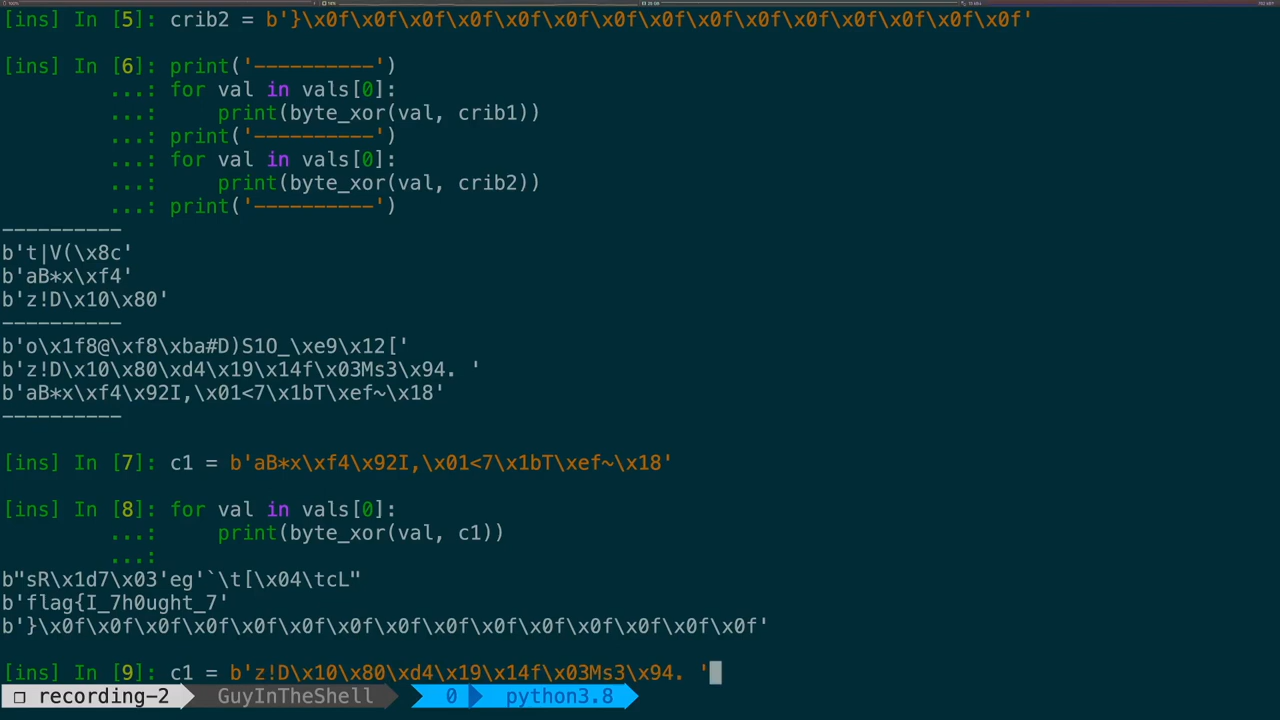 [ins] In [5]: crib2 = b'}\x0f\x0f\x0f\x0f\x0f\x0f\x0f\x0f\x0f\x0f\x0f\x0f\x0f\x0f\x0f'
[ins] In [6]: print('----------')
...: for val in vals[0]:
...: print(byte_xor(val, crib1))
...: print('----------')
...: for val in vals[0]:
...: print(byte_xor(val, crib2))
...: print('----------')
----------
b't|V(\x8c'
b'aB*x\xf4'
b'z!D\x10\x80'
----------
b'o\x1f8@\xf8\xba#D)S1O_\xe9\x12['
b'z!D\x10\x80\xd4\x19\x14f\x03Ms3\x94. '
b'aB*x\xf4\x92I,\x01<7\x1bT\xef~\x18'
----------
[ins] In [7]: c1 = b'aB*x\xf4\x92I,\x01<7\x1bT\xef~\x18'
[ins] In [8]: for val in vals[0]:
...: print(byte_xor(val, c1))
...:
b"sR\x1d7\x03'eg'`\t[\x04\tcL"
b'flag{I_7h0ught_7'
b'}\x0f\x0f\x0f\x0f\x0f\x0f\x0f\x0f\x0f\x0f\x0f\x0f\x0f\x0f\x0f'
[ins] In [9]: c1 = b'z!D\x10\x80\xd4\x19\x14f\x03Ms3\x94. '
recording-2 GuyInTheShell 0 python3.8